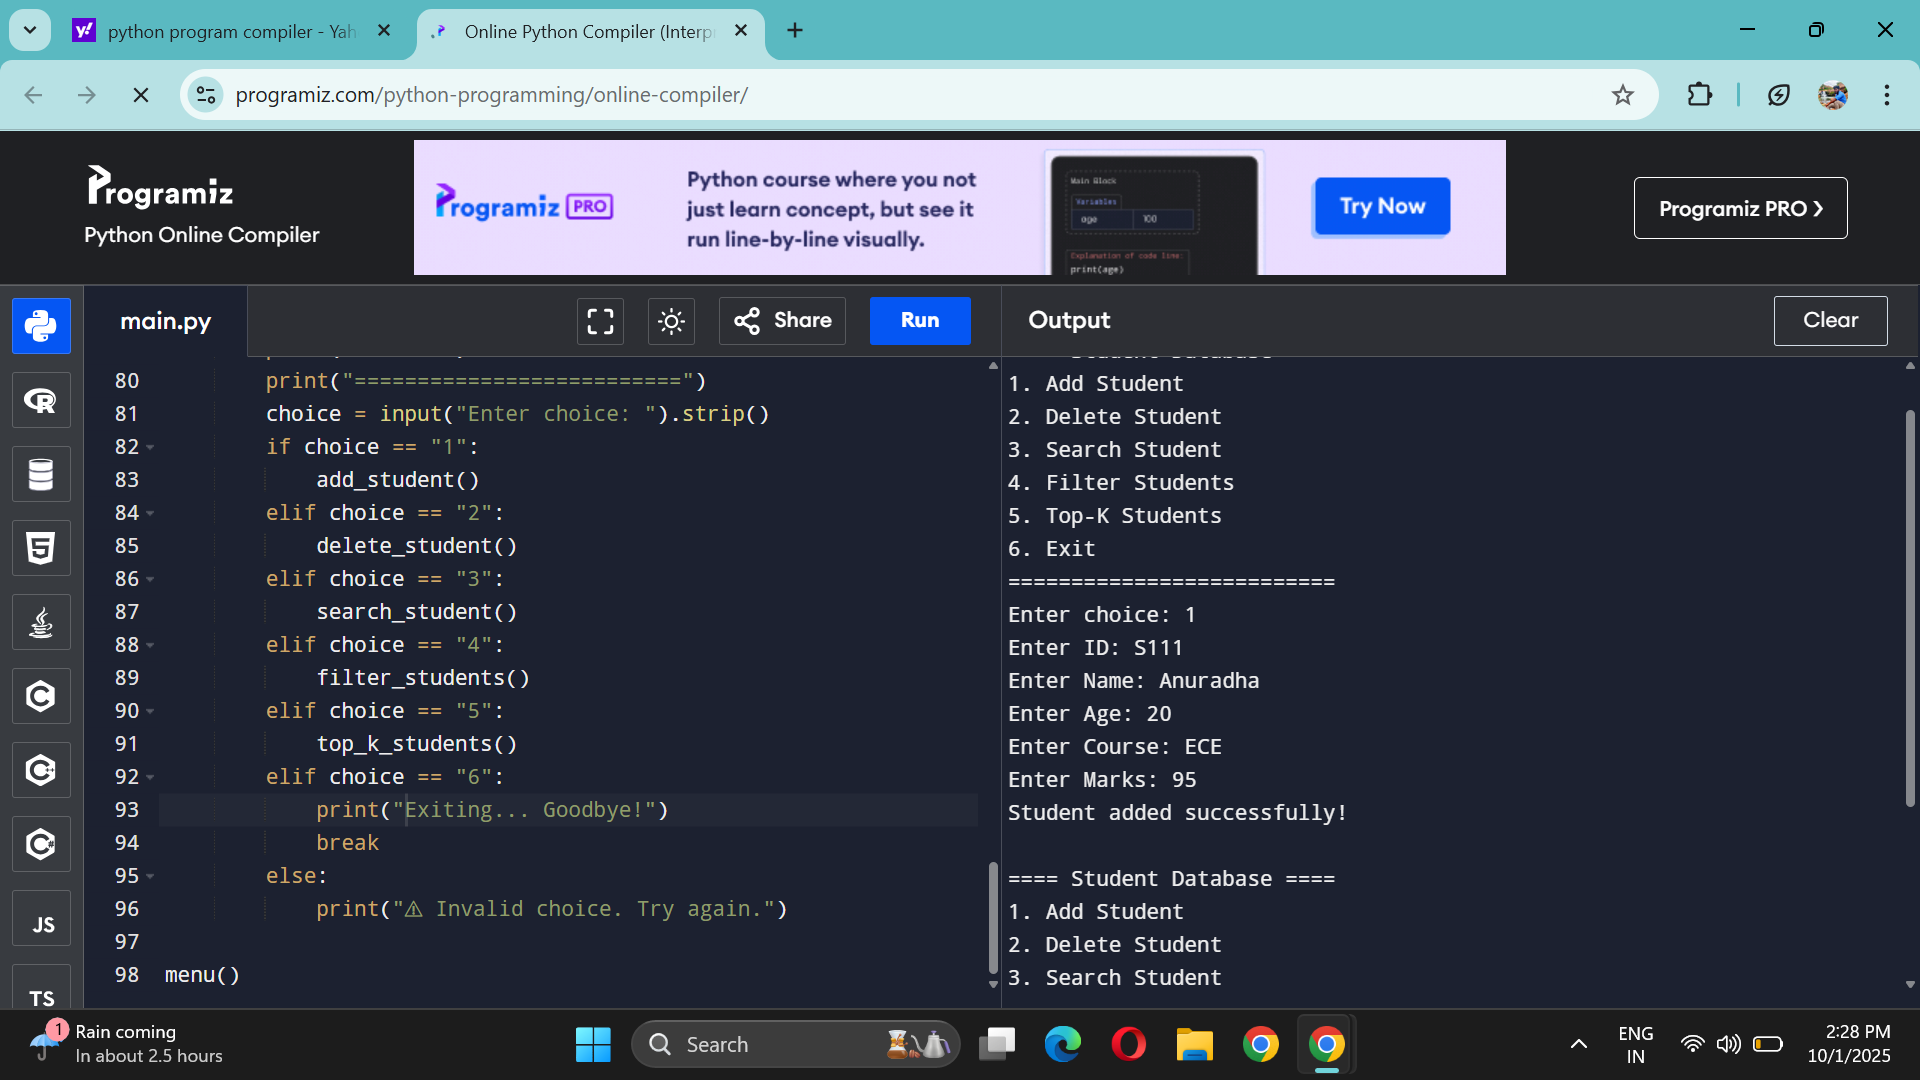 python program compiler - Yah
Online Python Compiler (Interp
programiz.com/python-programming/online-compiler/
Programiz
Python Online Compiler
Programiz PRO
Python course where you not
just learn concept, but see it
run line-by-line visually.
Main Block
Variables
age 100
Explanation of code line:
print(age)
Try Now
Programiz PRO ❯
main.py
Share
Run
80 print("==========================")
81 choice = input("Enter choice: ").strip()
82 if choice == "1":
83 add_student()
84 elif choice == "2":
85 delete_student()
86 elif choice == "3":
87 search_student()
88 elif choice == "4":
89 filter_students()
90 elif choice == "5":
91 top_k_students()
92 elif choice == "6":
93 print("Exiting... Goodbye!")
94 break
95 else:
96 print("⚠ Invalid choice. Try again.")
97
98 menu()
Output
Clear
Student Database
1. Add Student
2. Delete Student
3. Search Student
4. Filter Students
5. Top-K Students
6. Exit
==========================
Enter choice: 1
Enter ID: S111
Enter Name: Anuradha
Enter Age: 20
Enter Course: ECE
Enter Marks: 95
Student added successfully!
==== Student Database ====
1. Add Student
2. Delete Student
3. Search Student
R
5
C
C++
C#
JS
TS
1
Rain coming
In about 2.5 hours
Search
ENG
IN
2:28 PM
10/1/2025